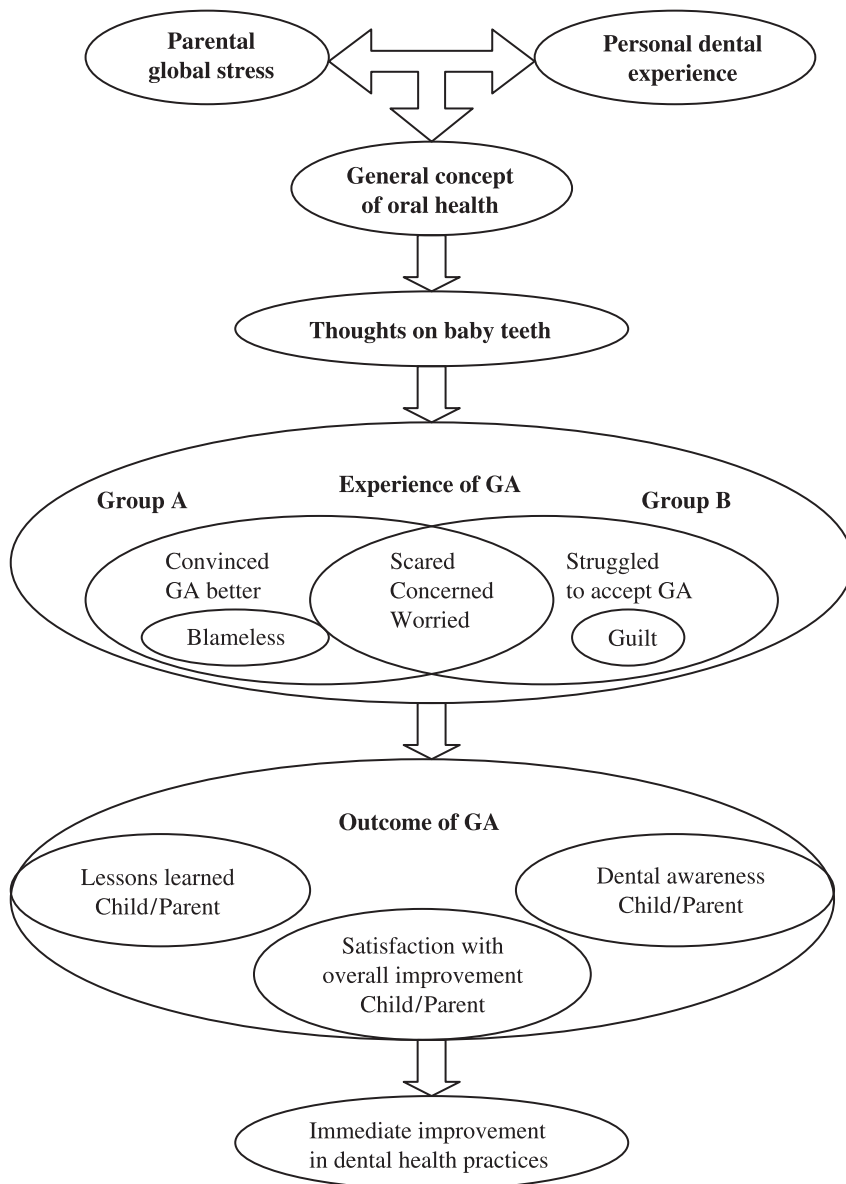 Parental
global stress
Personal dental
experience
General concept
of oral health
Thoughts on baby teeth
Experience of GA
Group A
Group B
Convinced
GA better
Blameless
Scared
Concerned
Worried
Struggled
to accept GA
Guilt
Outcome of GA
Lessons learned
Child/Parent
Satisfaction with
overall improvement
Child/Parent
Dental awareness
Child/Parent
Immediate improvement
in dental health practices